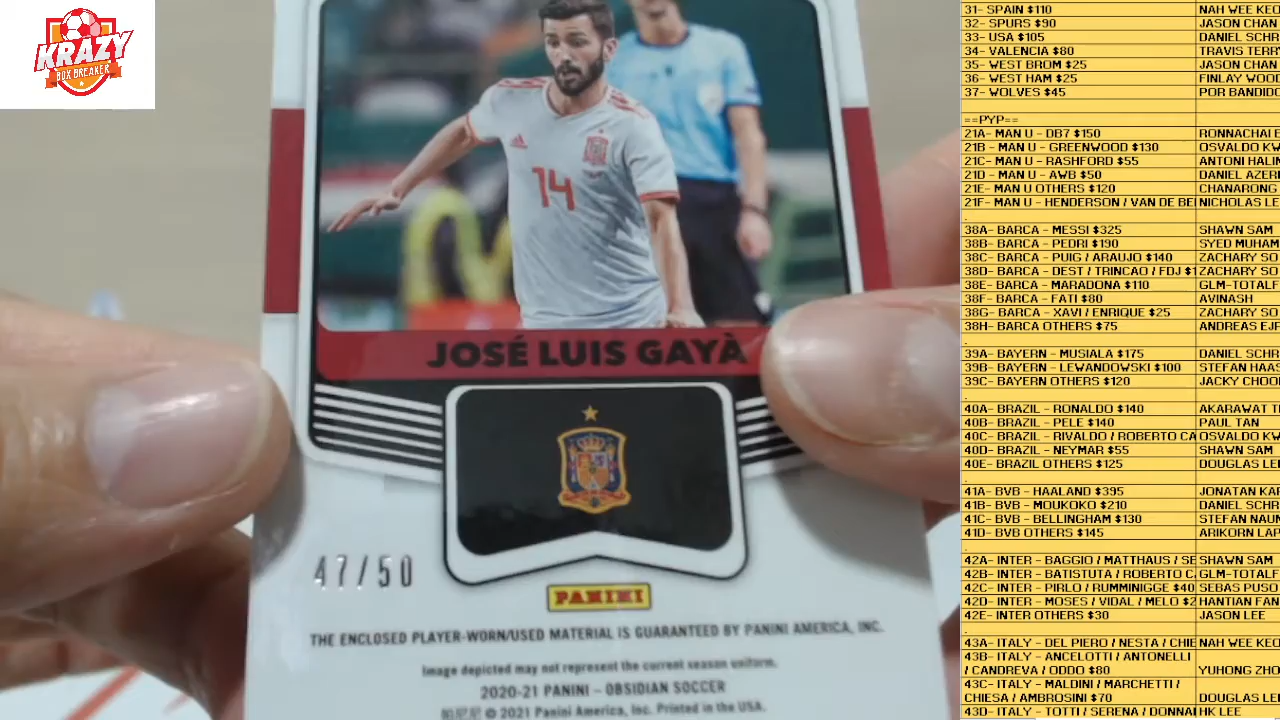 KRAZY
BOX BREAKER
14
JOSÉ LUIS GAYÀ
47/50
PANINI
THE ENCLOSED PLAYER-WORN/USED MATERIAL IS GUARANTEED BY PANINI AMERICA, INC.
Image depicted may not represent the current season uniform.
2020-21 PANINI - OBSIDIAN SOCCER
© 2021 Panini America, Inc. Printed in the USA.
31- SPAIN $110 NAH WEE KEO
32- SPURS $90 JASON CHAN
33- USA $105 DANIEL SCHR
34- VALENCIA $80 TRAVIS TERRY
35- WEST BROM $25 JASON CHAN
36- WEST HAM $25 FINLAY WOOD
37- WOLVES $45 POR BANDIDO
==PYP==
21A- MAN U - DB7 $150 RONNACHAI
21B - MAN U - GREENWOOD $130 OSVALDO KW
21C- MAN U - RASHFORD $55 ANTONI HALIN
21D - MAN U - AWB $50 DANIEL AZER
21E- MAN U OTHERS $120 CHANARONG
21F- MAN U - HENDERSON / VAN DE BE NICHOLAS LE
.
38A- BARCA - MESSI $325 SHAWN SAM
38B- BARCA - PEDRI $190 SYED MUHAM
38C- BARCA - PUIG / ARAUJO $140 ZACHARY SO
38D- BARCA - DEST / TRINCAO / FDJ $1 ZACHARY SO
38E- BARCA - MARADONA $110 GLM-TOTALF
38F- BARCA - FATI $80 AVINASH
38G- BARCA - XAVI / ENRIQUE $25 ZACHARY SO
38H- BARCA OTHERS $75 ANDREAS EJ
.
39A- BAYERN - MUSIALA $175 DANIEL SCHR
39B- BAYERN - LEWANDOWSKI $100 STEFAN HAAS
39C- BAYERN OTHERS $120 JACKY CHOO
.
40A- BRAZIL - RONALDO $140 AKARAWAT T
40B- BRAZIL - PELE $140 PAUL TAN
40C- BRAZIL - RIVALDO / ROBERTO CA OSVALDO KW
40D- BRAZIL - NEYMAR $55 SHAWN SAM
40E- BRAZIL OTHERS $125 DOUGLAS LE
.
41A- BVB - HAALAND $395 JONATAN KA
41B- BVB - MOUKOKO $210 DANIEL SCHR
41C- BVB - BELLINGHAM $130 STEFAN NAUN
41D- BVB OTHERS $145 ARIKORN LAP
.
42A- INTER - BAGGIO / MATTHAUS / SE SHAWN SAM
42B- INTER - BATISTUTA / ROBERTO C. GLM-TOTALF
42C- INTER - PIRLO / RUMMINIGGE $40 SEBAS PUSO
42D- INTER - MOSES / VIDAL / MELO $2 HANTIAN FAN
42E- INTER OTHERS $30 JASON LEE
.
43A- ITALY - DEL PIERO / NESTA / CHIE NAH WEE KEO
43B- ITALY - ANCELOTTI / ANTONELLI
/ CANDREVA / ODDO $80 YUHONG ZHO
43C- ITALY - MALDINI / MARCHETTI /
CHIESA / AMBROSINI $70 DOUGLAS LE
43D- ITALY - TOTTI / SERENA / DONNA HK LEE